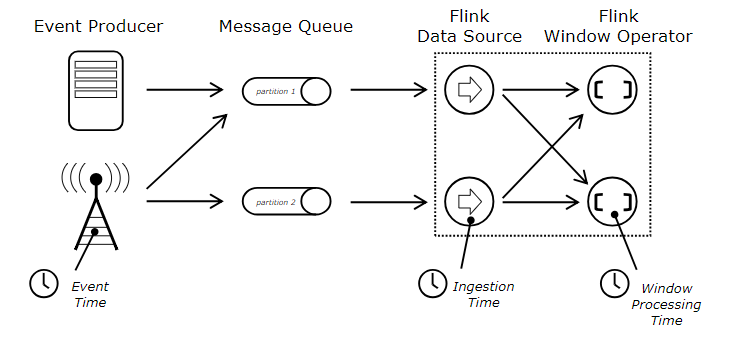 Event Producer
Message Queue
Flink
Data Source
Flink
Window Operator
partition 1
partition 2
Event
Time
Ingestion
Time
Window
Processing
Time